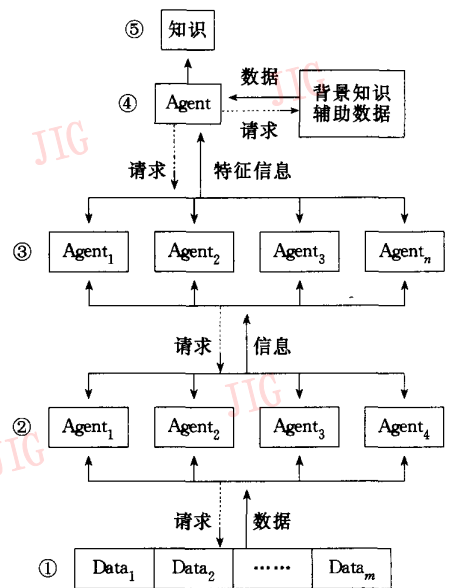 ⑤ 知识
数据
④ Agent
背景知识
辅助数据
请求
JIG
JIG
请求 特征信息
③ Agent₁ Agent₂ Agent₃ Agentₙ
请求 信息
JIG
② Agent₁ Agent₂ Agent₃ Agent₄
JIG
请求 数据
① Data₁ Data₂ …… Dataₘ